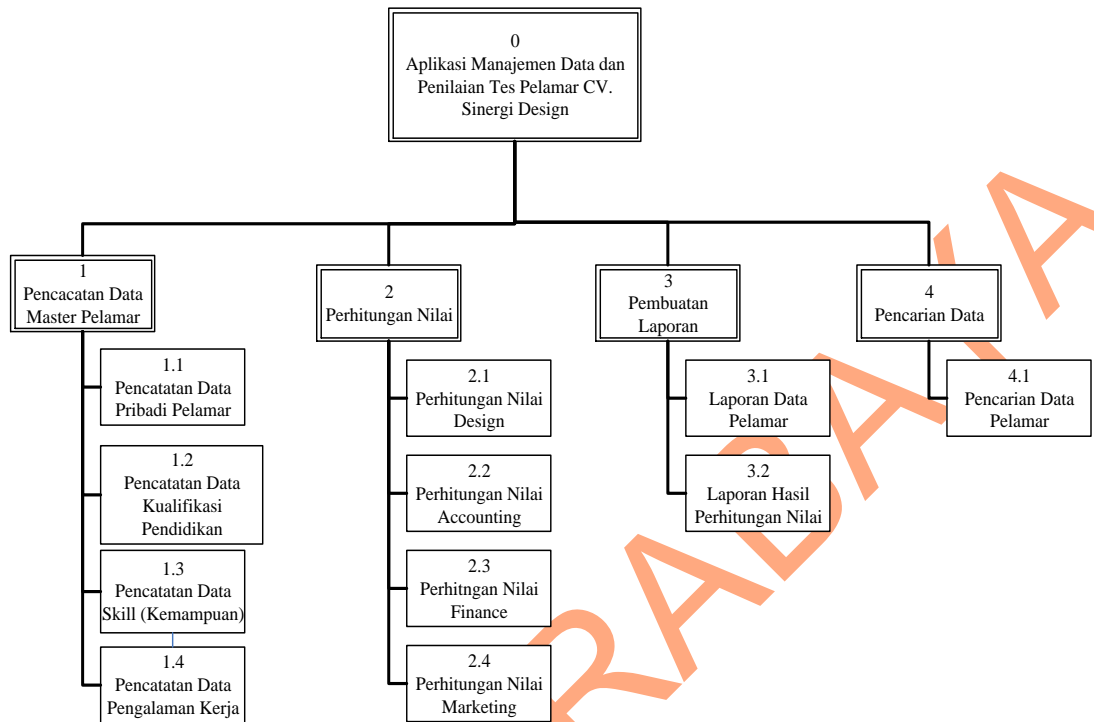 0
Aplikasi Manajemen Data dan
Penilaian Tes Pelamar CV.
Sinergi Design
1
Pencacatan Data
Master Pelamar
1.1
Pencatatan Data
Pribadi Pelamar
1.2
Pencatatan Data
Kualifikasi
Pendidikan
1.3
Pencatatan Data
Skill (Kemampuan)
1.4
Pencatatan Data
Pengalaman Kerja
2
Perhitungan Nilai
2.1
Perhitungan Nilai
Design
2.2
Perhitungan Nilai
Accounting
2.3
Perhitngan Nilai
Finance
2.4
Perhitungan Nilai
Marketing
3
Pembuatan
Laporan
3.1
Laporan Data
Pelamar
3.2
Laporan Hasil
Perhitungan Nilai
4
Pencarian Data
4.1
Pencarian Data
Pelamar
RABAYA